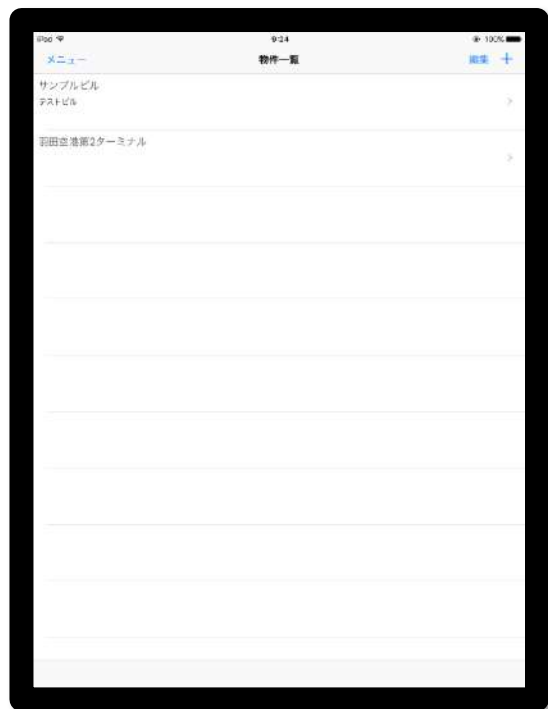 iPad
9:24
100%
メニュー
物件一覧
編集 +
サンプルビル
テストビル
羽田空港第2ターミナル